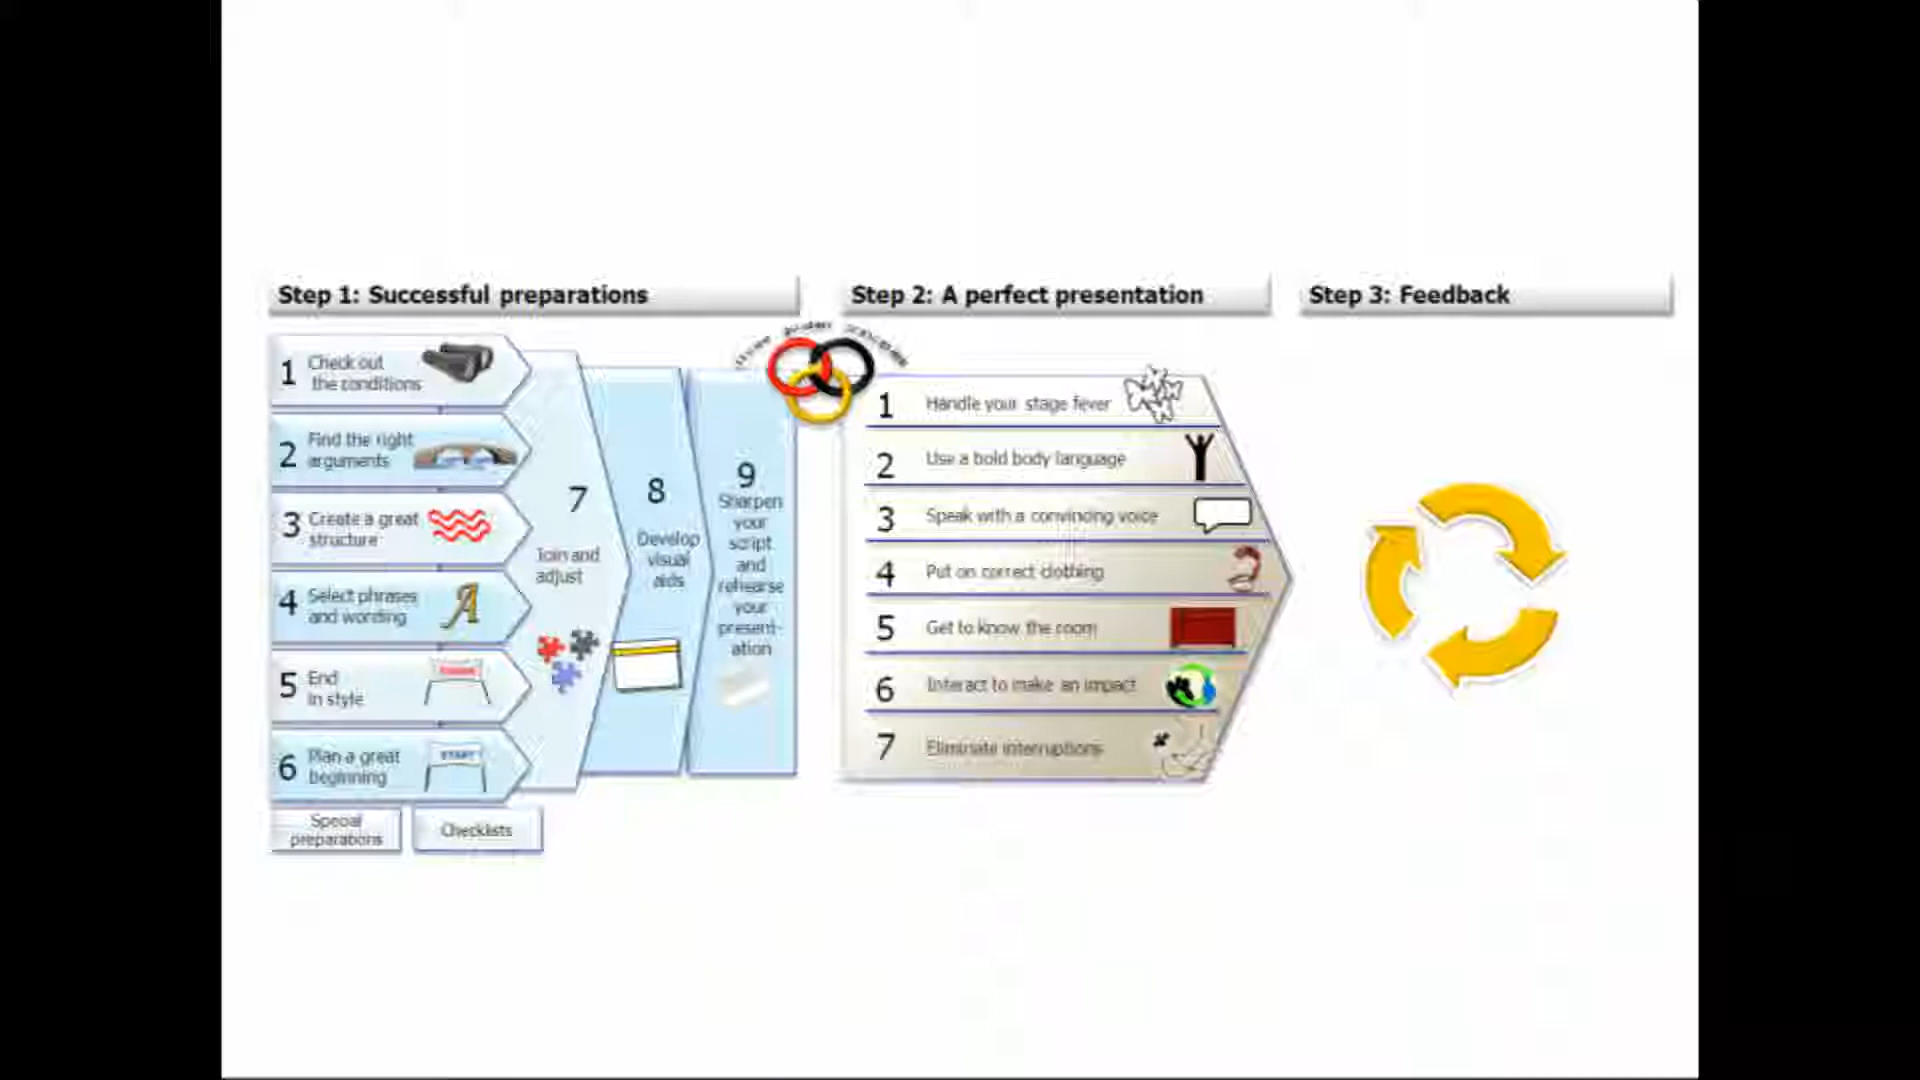 Step 1: Successful preparations
1 Check out
the conditions
2 Find the right
arguments
3 Create a great
structure
4 Select phrases
and wording
5 End
in style
6 Plan a great
beginning
7
Join and
adjust
8
Develop
visual
aids
9
Sharpen
your
script
and
rehearse
your
present-
ation
Special
preparations
Checklists
Step 2: A perfect presentation
1 Handle your stage fever
2 Use a bold body language
3 Speak with a convincing voice
4 Put on correct clothing
5 Get to know the room
6 Interact to make an impact
7 Eliminate interruptions
Step 3: Feedback
START